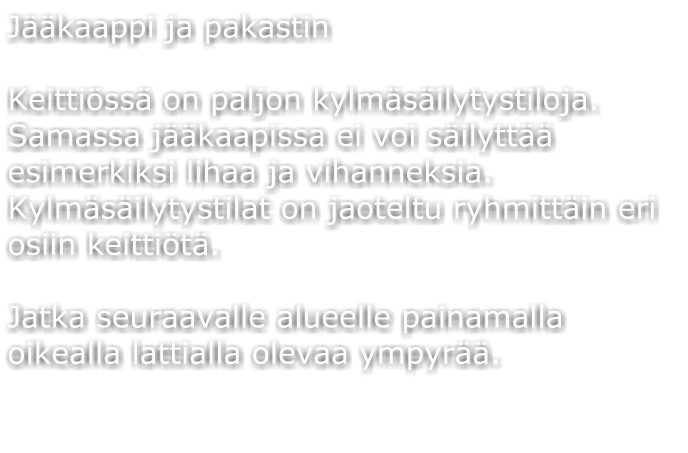 Jääkaappi ja pakastin
Keittiössä on paljon kylmäsäilytystiloja.
Samassa jääkaapissa ei voi säilyttää
esimerkiksi lihaa ja vihanneksia.
Kylmäsäilytystilat on jaoteltu ryhmittäin eri
osiin keittiötä.
Jatka seuraavalle alueelle painamalla
oikealla lattialla olevaa ympyrää.